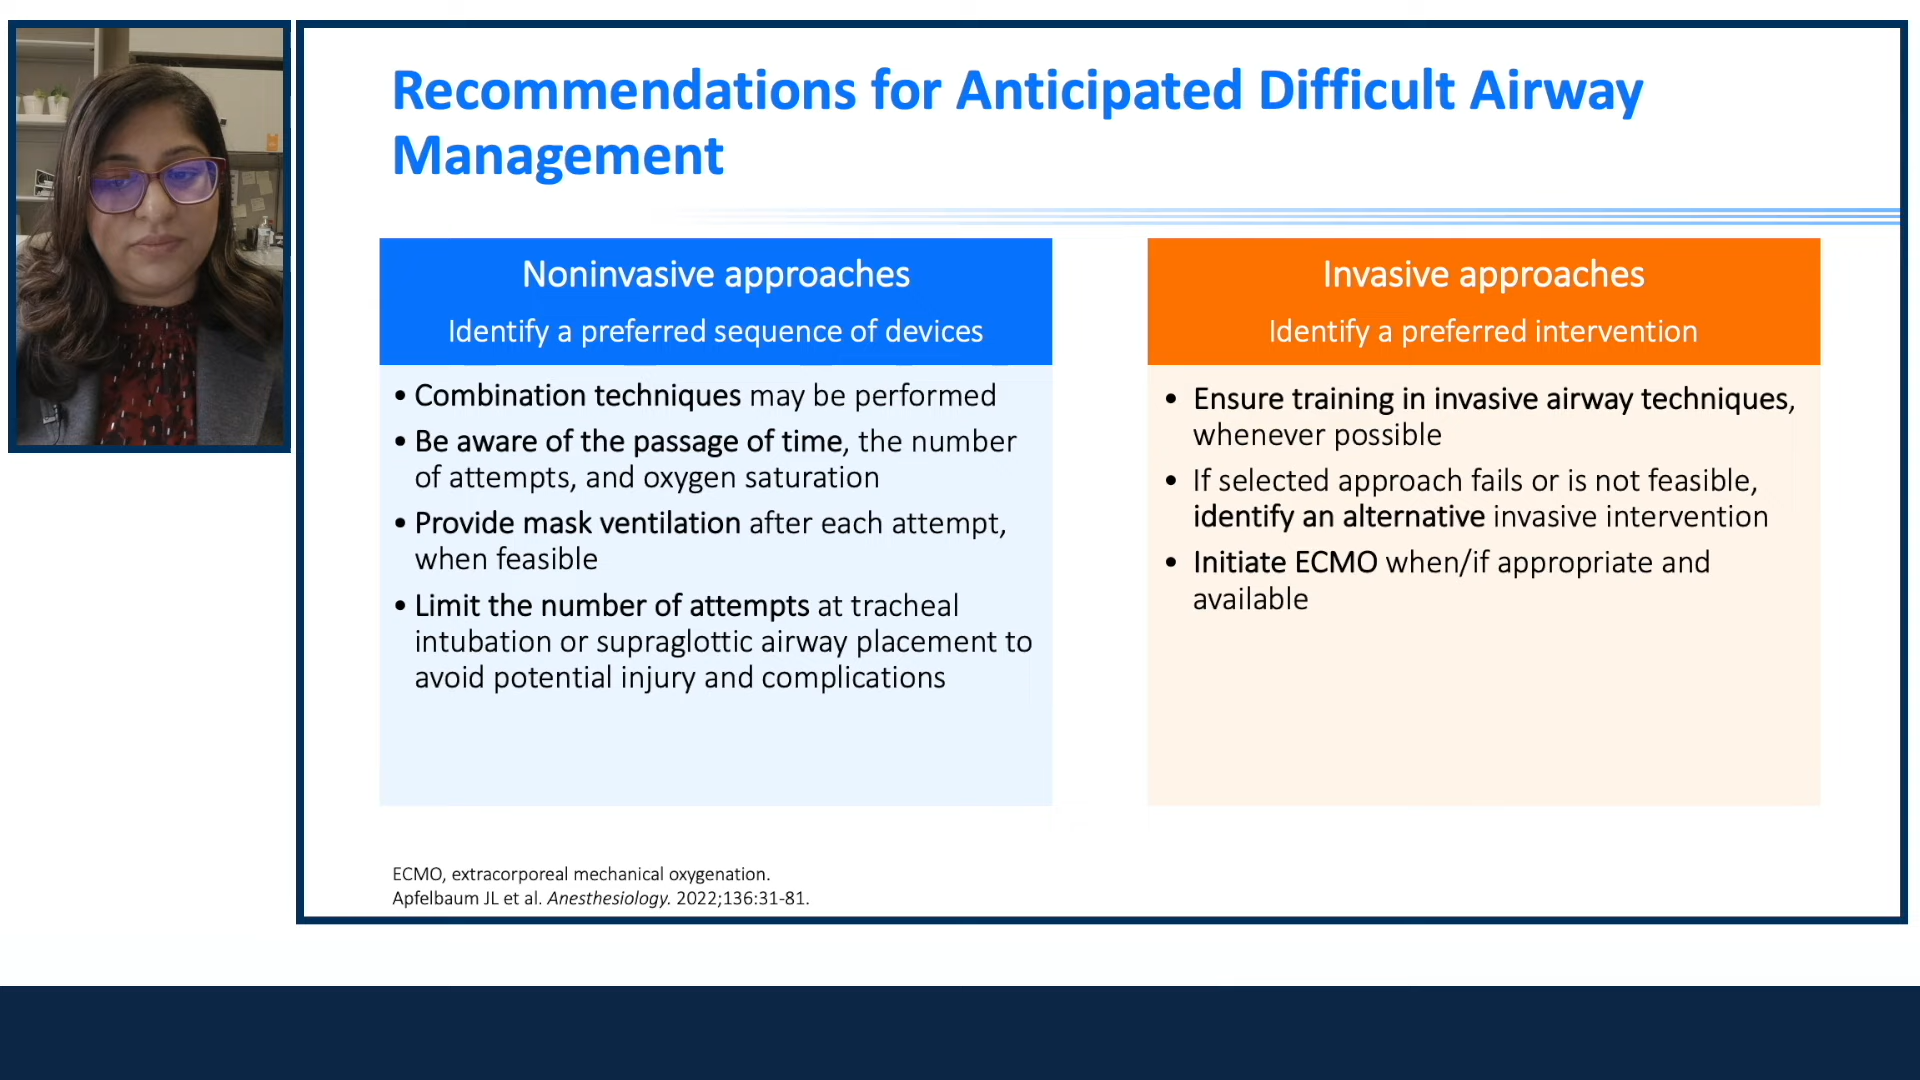 Recommendations for Anticipated Difficult Airway
Management
Noninvasive approaches
Identify a preferred sequence of devices
• Combination techniques may be performed
• Be aware of the passage of time, the number
of attempts, and oxygen saturation
• Provide mask ventilation after each attempt,
when feasible
• Limit the number of attempts at tracheal
intubation or supraglottic airway placement to
avoid potential injury and complications
Invasive approaches
Identify a preferred intervention
• Ensure training in invasive airway techniques,
whenever possible
• If selected approach fails or is not feasible,
identify an alternative invasive intervention
• Initiate ECMO when/if appropriate and
available
ECMO, extracorporeal mechanical oxygenation.
Apfelbaum JL et al. Anesthesiology. 2022;136:31-81.